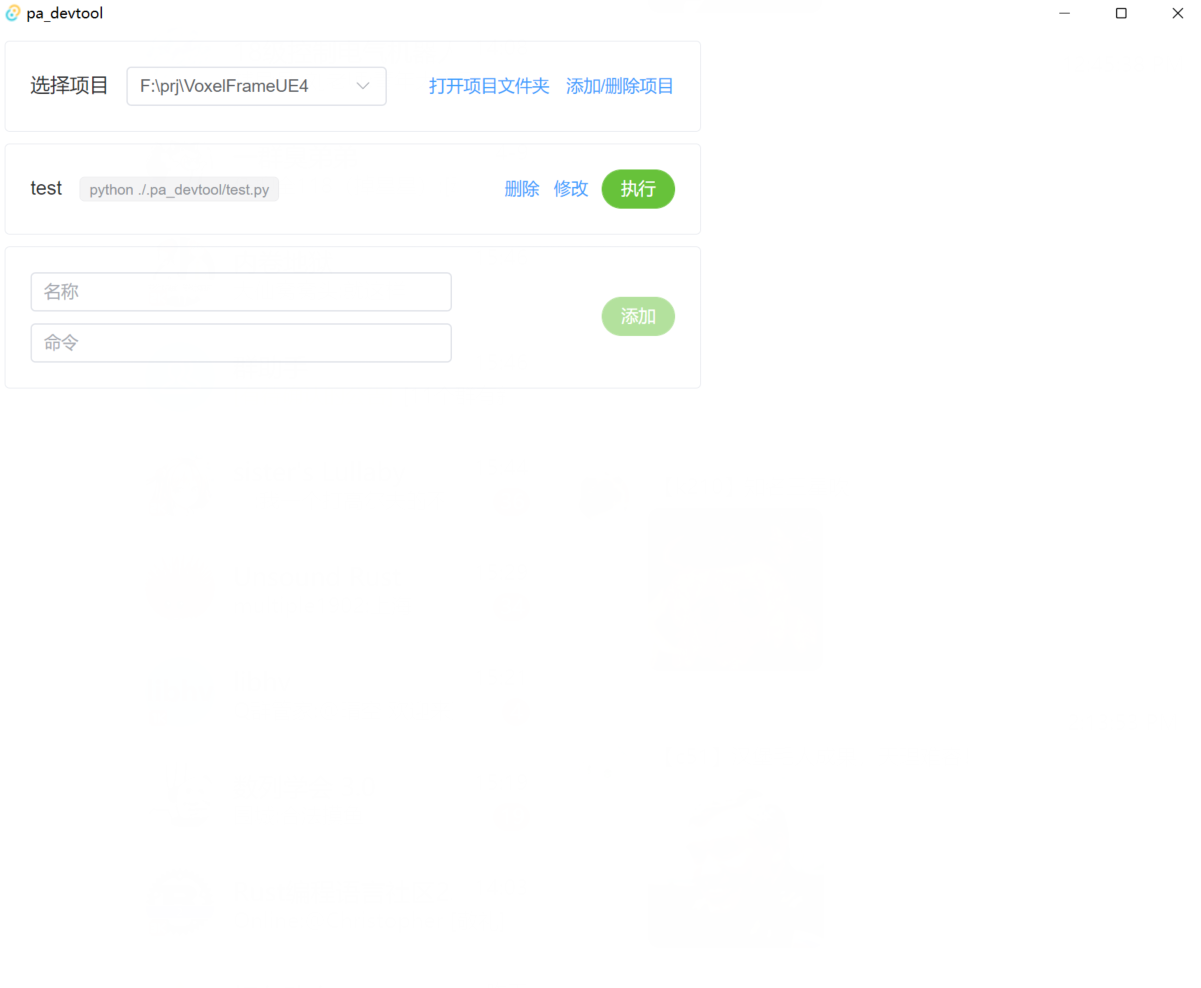 pa_devtool
选择项目 F:\prj\VoxelFrameUE4 打开项目文件夹 添加/删除项目
test python ./.pa_devtool/test.py 删除 修改 执行
名称
添加
命令